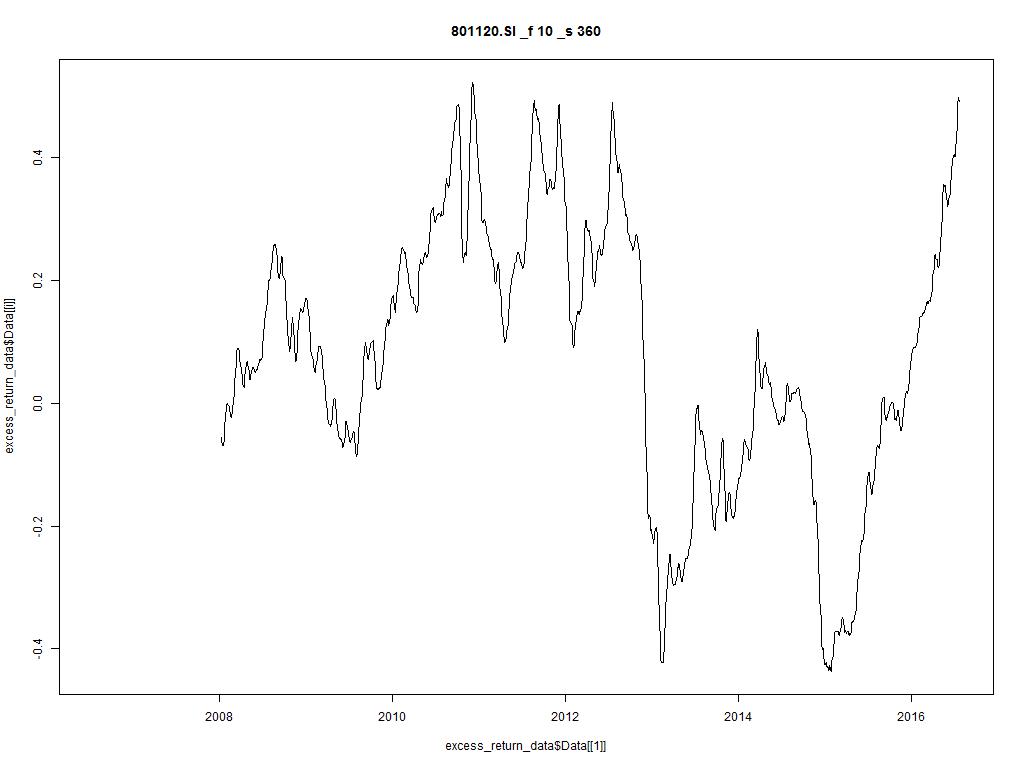 801120.SI _f 10 _s 360
0.4
0.2
0.0
-0.2
-0.4
excess_return_data$Data[[i]]
2008 2010 2012 2014 2016
excess_return_data$Data[[1]]